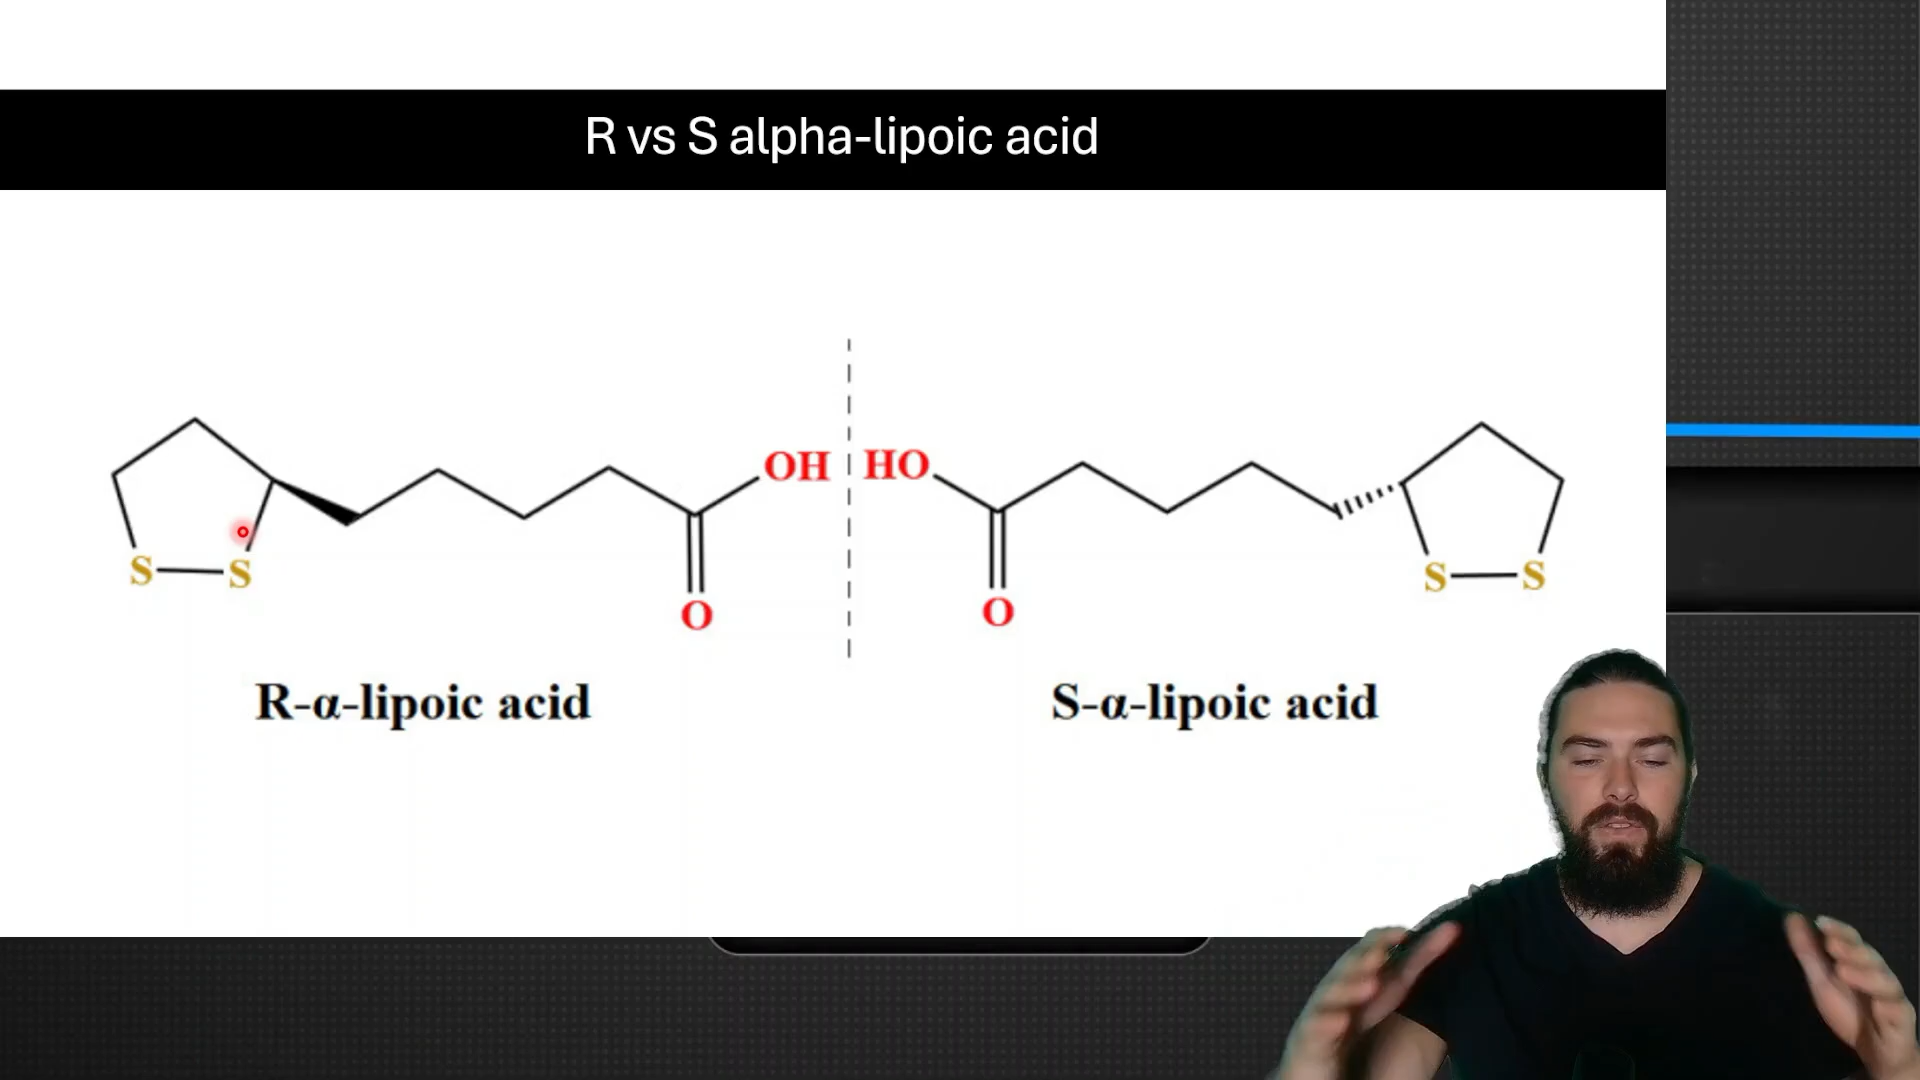 R vs S alpha-lipoic acid
OH
HO
S
S
O
O
S
S
R-α-lipoic acid
S-α-lipoic acid